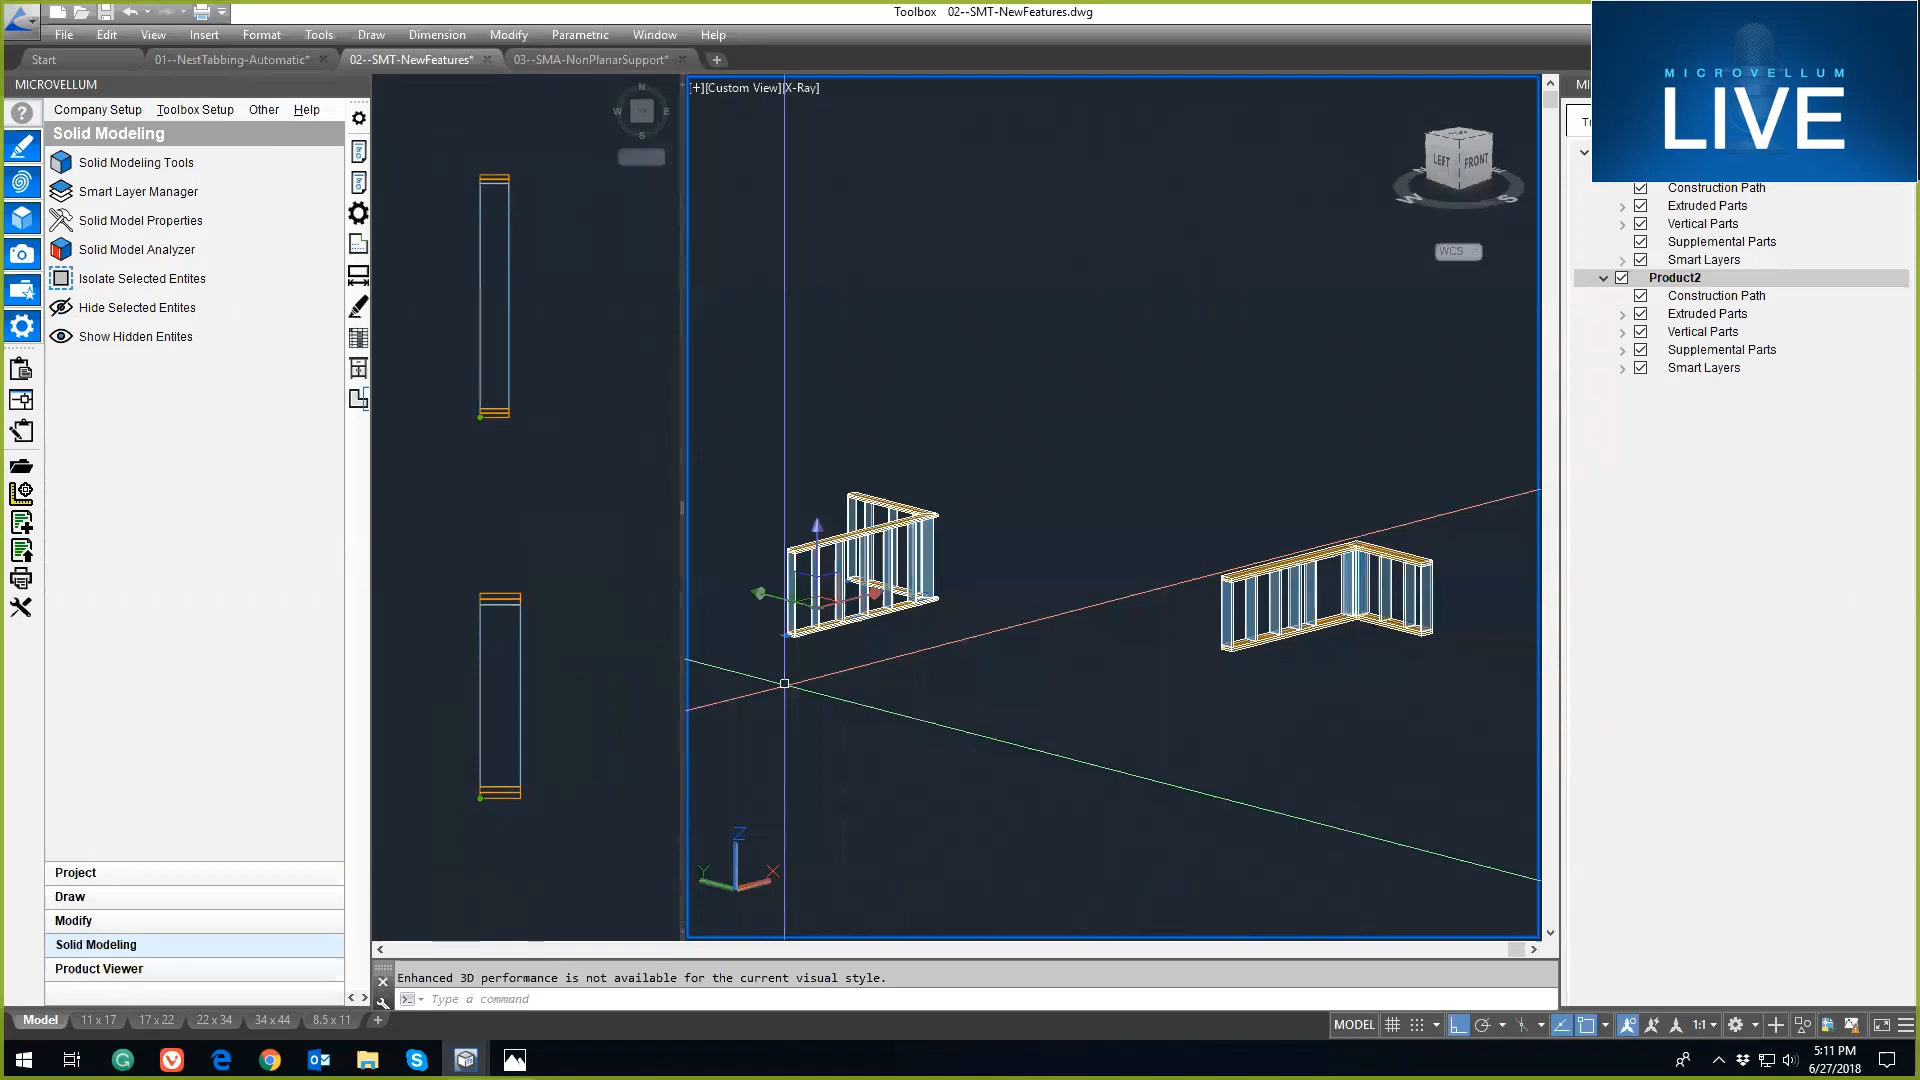 Toolbox 02--SMT-NewFeatures.dwg
File Edit View Insert Format Tools Draw Dimension Modify Parametric Window Help
Start 01--NestTabbing-Automatic* 02--SMT-NewFeatures* 03--SMA-NonPlanarSupport*
MICROVELLUM
Company Setup Toolbox Setup Other Help
Solid Modeling
Solid Modeling Tools
Smart Layer Manager
Solid Model Properties
Solid Model Analyzer
Isolate Selected Entites
Hide Selected Entites
Show Hidden Entites
Project
Draw
Modify
Solid Modeling
Product Viewer
N
W E
S
[+][Custom View][X-Ray]
LEFT FRONT
W S
WCS
Z
Y X
MICROVELLUM
LIVE
Construction Path
Extruded Parts
Vertical Parts
Supplemental Parts
Smart Layers
Product2
Construction Path
Extruded Parts
Vertical Parts
Supplemental Parts
Smart Layers
Enhanced 3D performance is not available for the current visual style.
Type a command
Model 11 x 17 17 x 22 22 x 34 34 x 44 8.5 x 11
MODEL 1:1
5:11 PM
6/27/2018